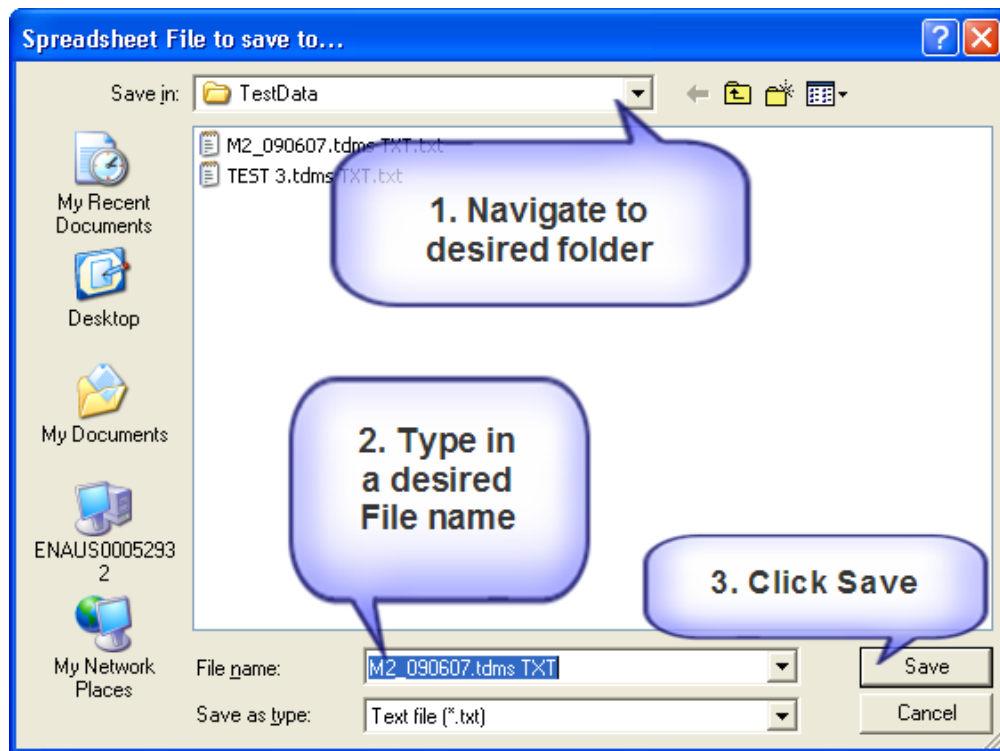 Spreadsheet File to save to...
Save in:
TestData
M2_090607.tdms TXT.txt
TEST 3.tdms TXT.txt
1. Navigate to
desired folder
My Recent
Documents
Desktop
My Documents
ENAUS0005293
2
My Network
Places
2. Type in
a desired
File name
3. Click Save
File name:
M2_090607.tdms TXT
Save
Save as type:
Text file (*.txt)
Cancel